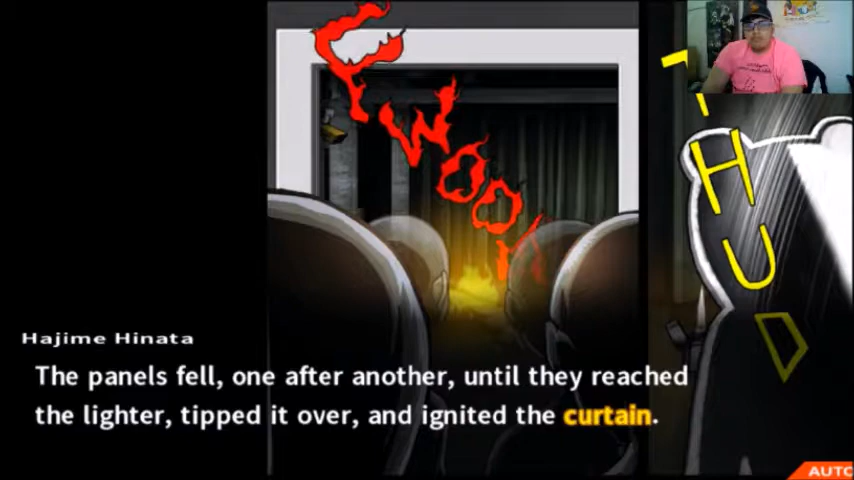 FWOOH
THUD
Hajime Hinata
The panels fell, one after another, until they reached
the lighter, tipped it over, and ignited the curtain.
AUTO